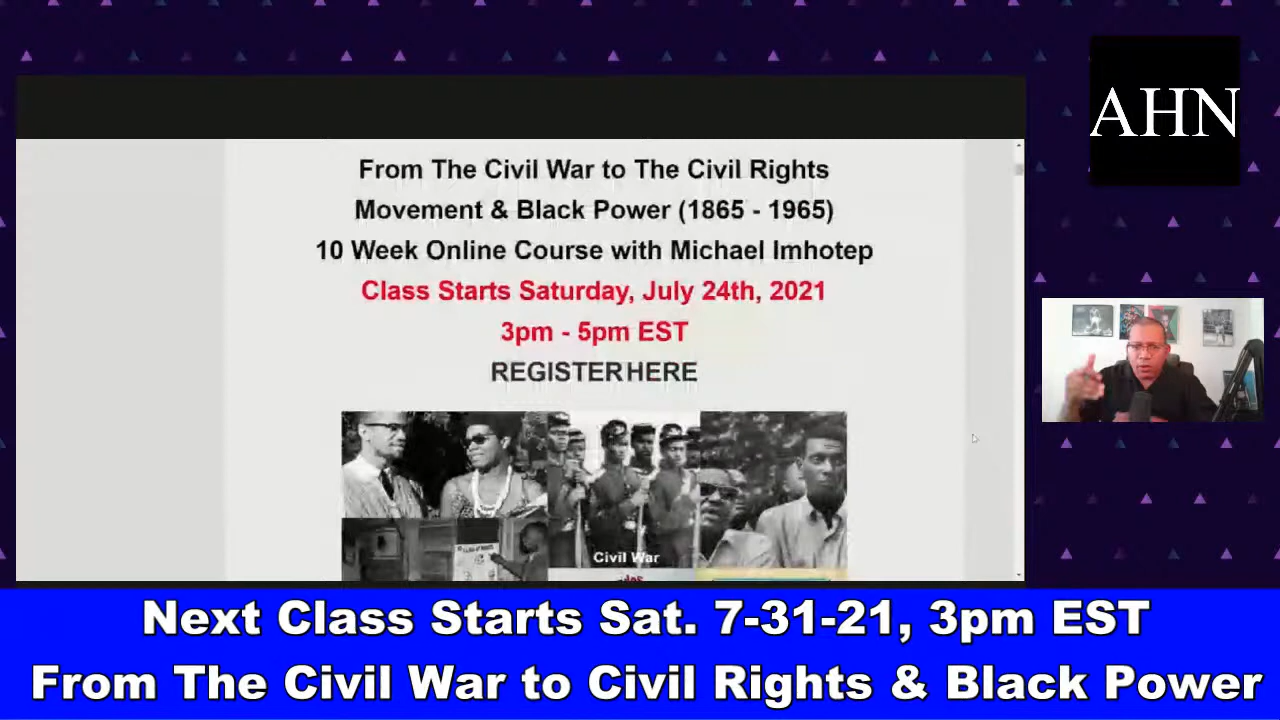 AHN
From The Civil War to The Civil Rights
Movement & Black Power (1865 - 1965)
10 Week Online Course with Michael Imhotep
Class Starts Saturday, July 24th, 2021
3pm - 5pm EST
REGISTER HERE
Civil War
Next Class Starts Sat. 7-31-21, 3pm EST
From The Civil War to Civil Rights & Black Power